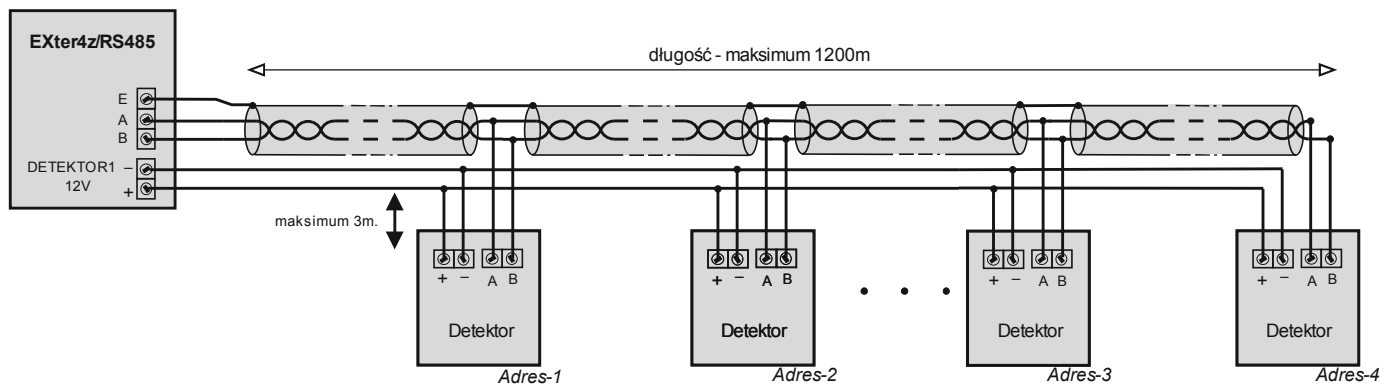 EXter4z/RS485
długość - maksimum 1200m
E
A
B
DETEKTOR1 −
12V
+
maksimum 3m.
+ − A B
+ − A B
+ − A B
+ − A B
Detektor
Detektor
Detektor
Detektor
Adres-1
Adres-2
Adres-3
Adres-4